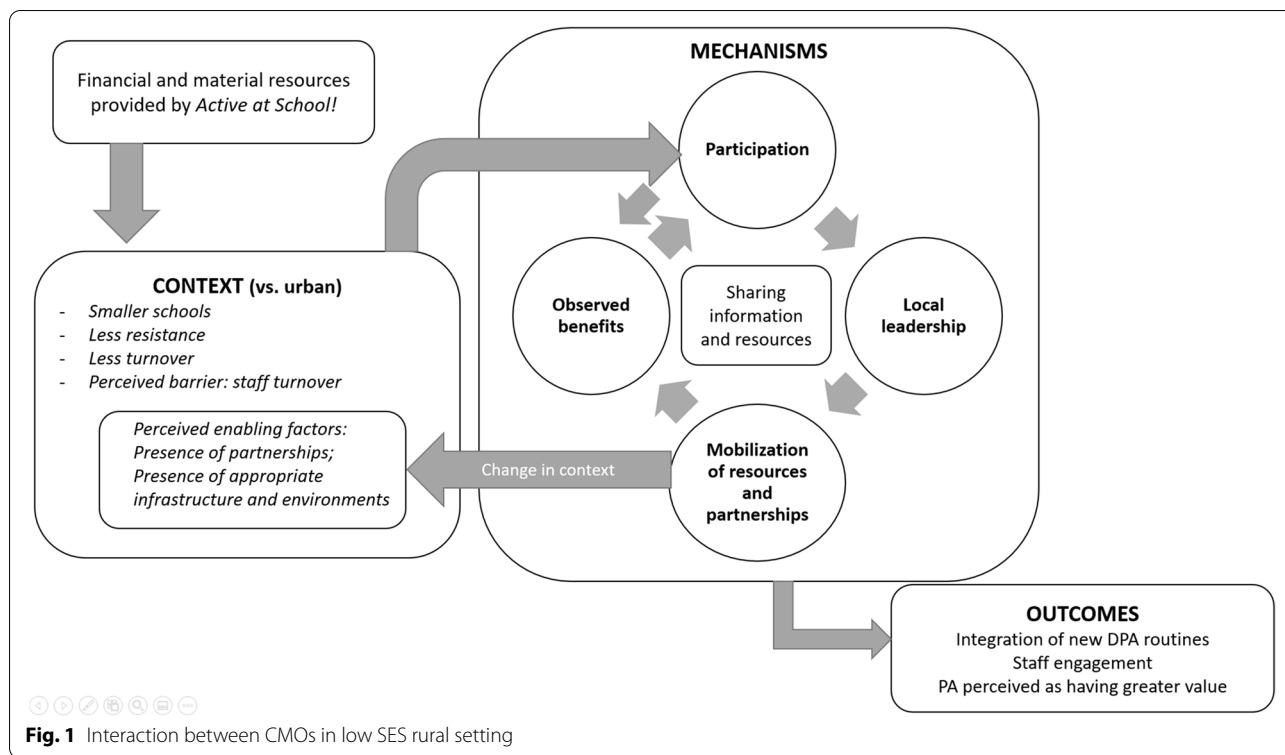 Financial and material resources
provided by Active at School!
CONTEXT (vs. urban)
- Smaller schools
- Less resistance
- Less turnover
- Perceived barrier: staff turnover
Perceived enabling factors:
Presence of partnerships;
Presence of appropriate
infrastructure and environments
MECHANISMS
Participation
Observed
benefits
Sharing
information
and resources
Local
leadership
Mobilization
of resources
and
partnerships
Change in context
OUTCOMES
Integration of new DPA routines
Staff engagement
PA perceived as having greater value
Fig. 1 Interaction between CMOs in low SES rural setting